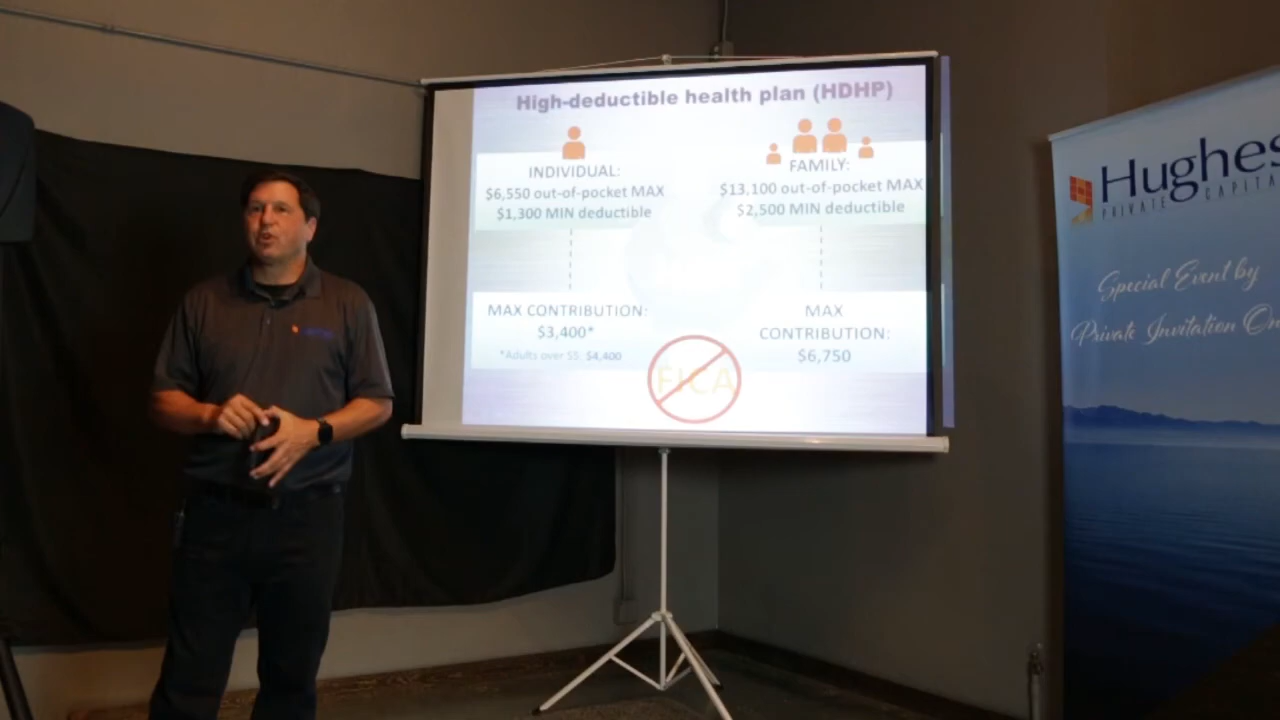 High-deductible health plan (HDHP)
INDIVIDUAL:
$6,550 out-of-pocket MAX
$1,300 MIN deductible
FAMILY:
$13,100 out-of-pocket MAX
$2,500 MIN deductible
MAX CONTRIBUTION:
$3,400*
*Adults over 55: $4,400
MAX
CONTRIBUTION:
$6,750
FICA
Hughes
PRIVATE CAPITA
Special Event by
Private Invitation On